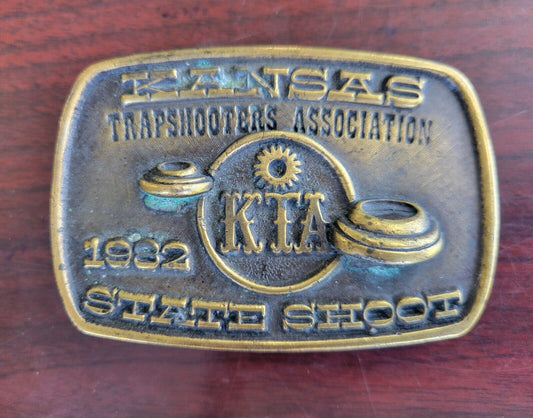 KANSAS
TRAPSHOOTERS ASSOCIATION
KTA
1982
STATE SHOOT